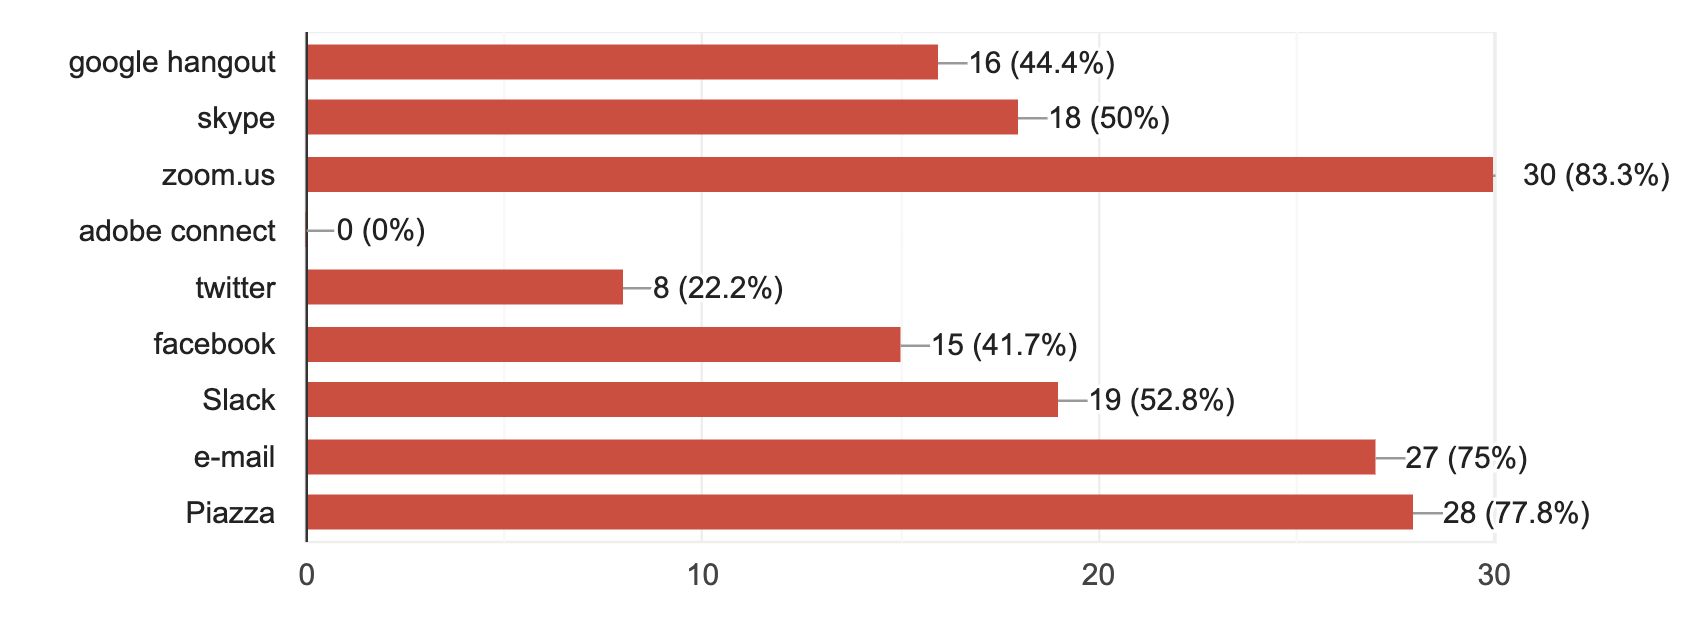 google hangout 16 (44.4%)
skype 18 (50%)
zoom.us 30 (83.3%)
adobe connect 0 (0%)
twitter 8 (22.2%)
facebook 15 (41.7%)
Slack 19 (52.8%)
e-mail 27 (75%)
Piazza 28 (77.8%)
0 10 20 30